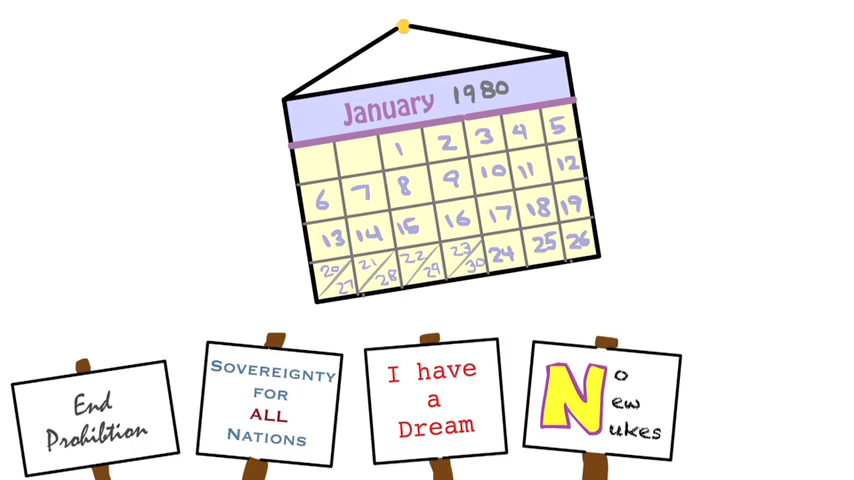 January 1980
1 2 3 4 5
6 7 8 9 10 11 12
13 14 15 16 17 18 19
20 21 22 23 24 25 26
27 28 29 30
End
Prohibtion
SOVEREIGNTY
FOR
ALL
NATIONS
I have
a
Dream
No
New
Nukes